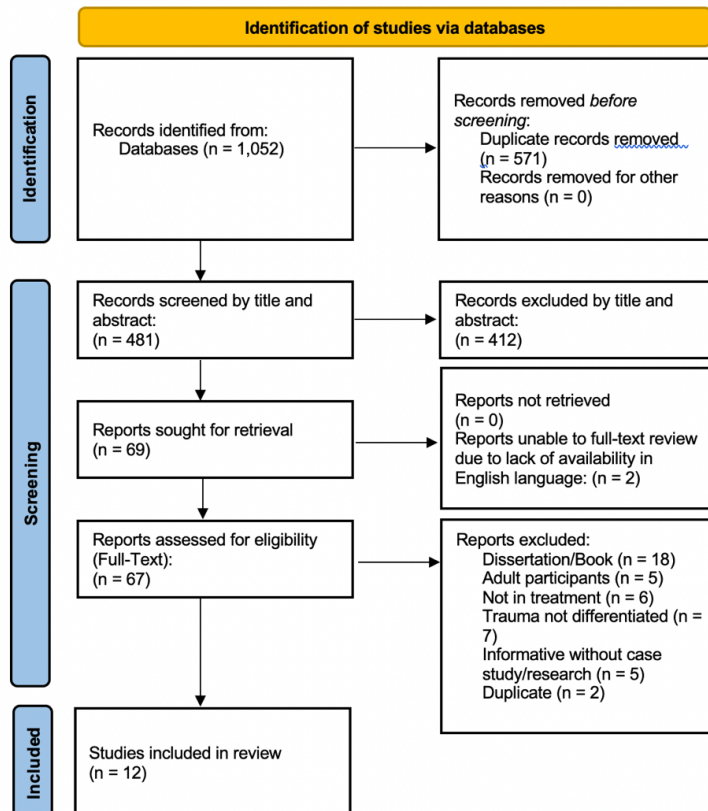 Identification of studies via databases
Identification
Records identified from:
Databases (n = 1,052)
Records removed before
screening:
Duplicate records removed
(n = 571)
Records removed for other
reasons (n = 0)
Screening
Records screened by title and
abstract:
(n = 481)
Records excluded by title and
abstract:
(n = 412)
Reports sought for retrieval
(n = 69)
Reports not retrieved
(n = 0)
Reports unable to full-text review
due to lack of availability in
English language: (n = 2)
Reports assessed for eligibility
(Full-Text):
(n = 67)
Reports excluded:
Dissertation/Book (n = 18)
Adult participants (n = 5)
Not in treatment (n = 6)
Trauma not differentiated (n =
7)
Informative without case
study/research (n = 5)
Duplicate (n = 2)
Included
Studies included in review
(n = 12)